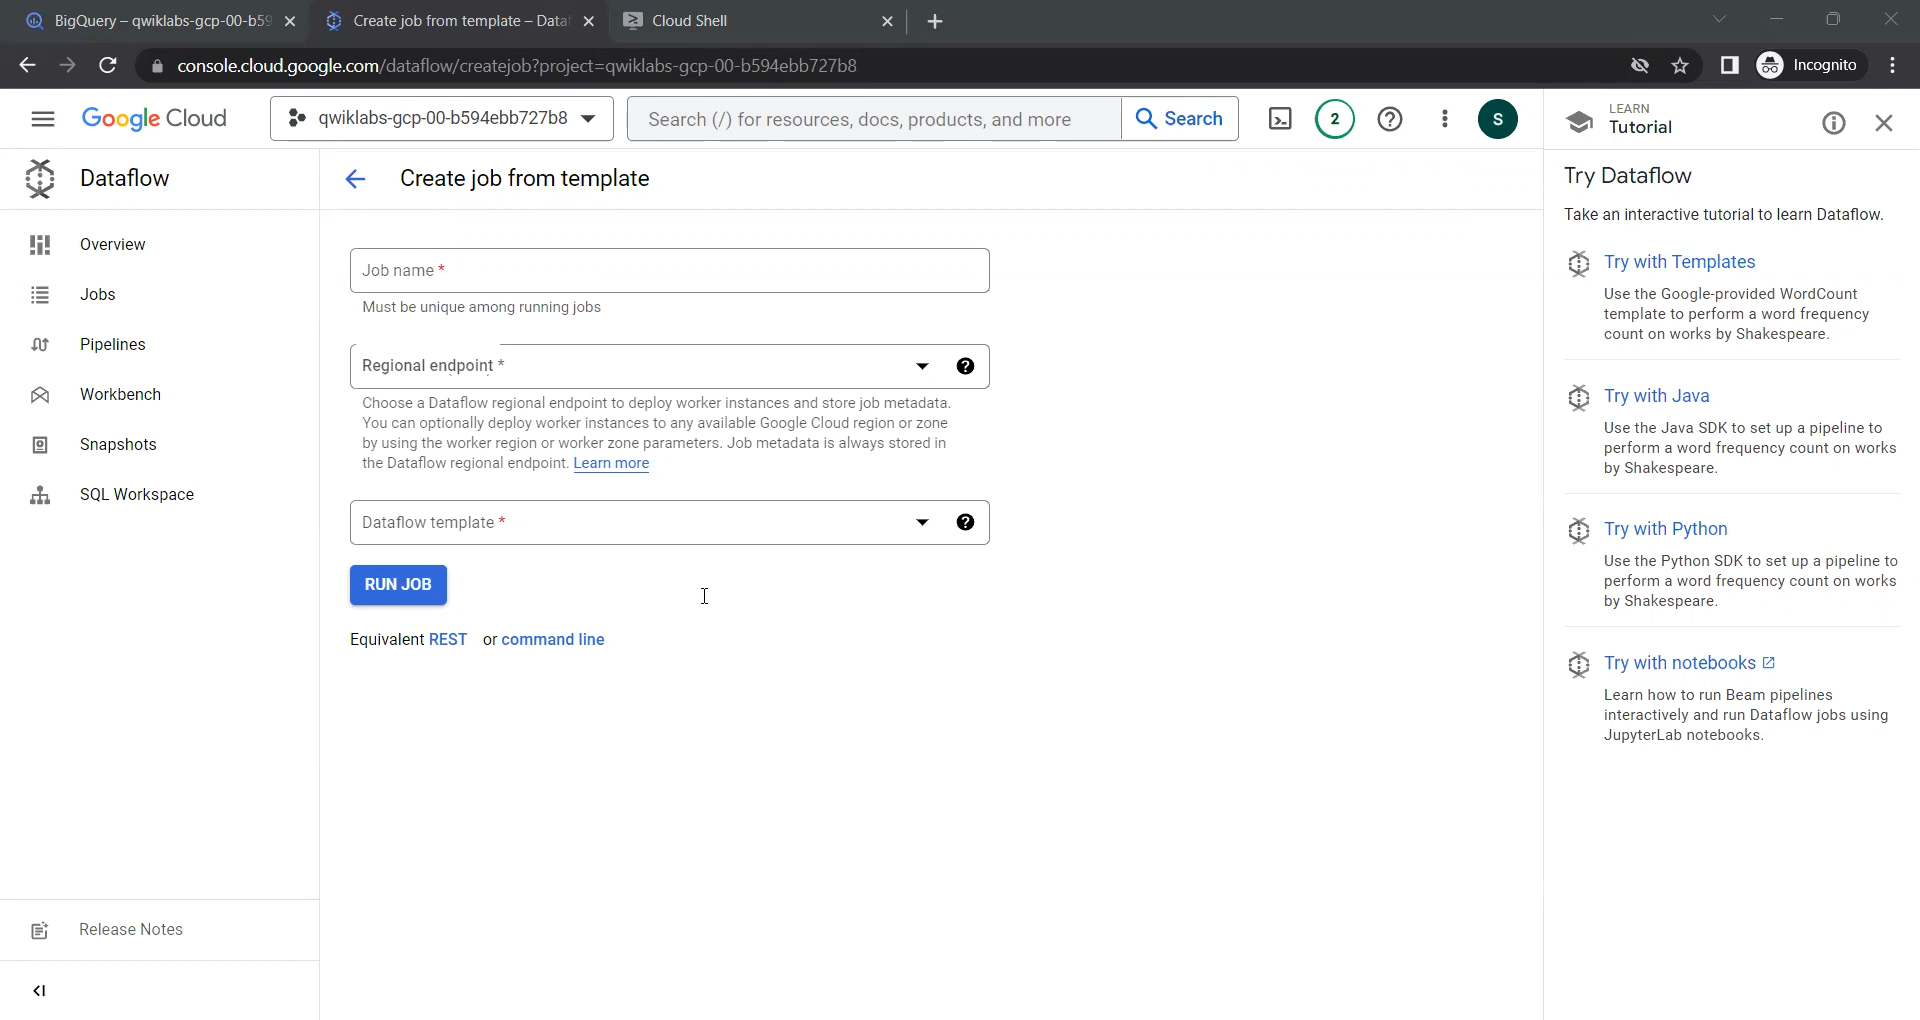 BigQuery – qwiklabs-gcp-00-b59
Create job from template – Dataf
Cloud Shell
console.cloud.google.com/dataflow/createjob?project=qwiklabs-gcp-00-b594ebb727b8
Incognito
Google Cloud
qwiklabs-gcp-00-b594ebb727b8
Search (/) for resources, docs, products, and more
Search
2
S
LEARN
Tutorial
Dataflow
Create job from template
Overview
Jobs
Pipelines
Workbench
Snapshots
SQL Workspace
Release Notes
Job name *
Must be unique among running jobs
Regional endpoint *
Choose a Dataflow regional endpoint to deploy worker instances and store job metadata.
You can optionally deploy worker instances to any available Google Cloud region or zone
by using the worker region or worker zone parameters. Job metadata is always stored in
the Dataflow regional endpoint. Learn more
Dataflow template *
RUN JOB
Equivalent REST or command line
Try Dataflow
Take an interactive tutorial to learn Dataflow.
Try with Templates
Use the Google-provided WordCount
template to perform a word frequency
count on works by Shakespeare.
Try with Java
Use the Java SDK to set up a pipeline to
perform a word frequency count on works
by Shakespeare.
Try with Python
Use the Python SDK to set up a pipeline to
perform a word frequency count on works
by Shakespeare.
Try with notebooks
Learn how to run Beam pipelines
interactively and run Dataflow jobs using
JupyterLab notebooks.